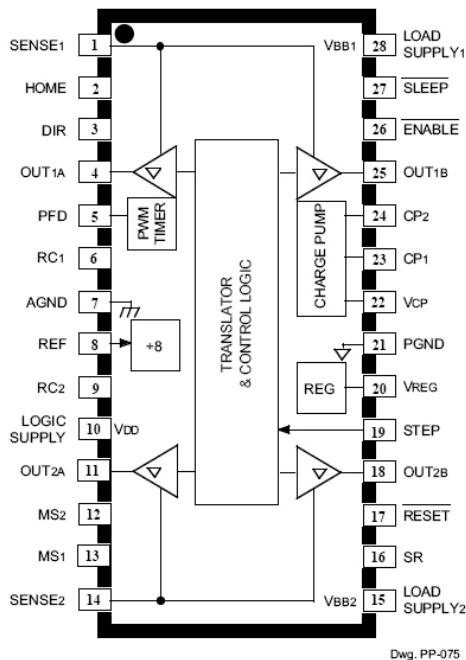 SENSE1 1 VBB1 28 LOAD SUPPLY1
HOME 2 27 SLEEP
DIR 3 26 ENABLE
OUT1A 4 25 OUT1B
PFD 5 PWM TIMER 24 CP2
RC1 6 23 CP1
CHARGE PUMP
AGND 7 22 VCP
TRANSLATOR & CONTROL LOGIC
REF 8 ÷8 21 PGND
RC2 9 REG 20 VREG
LOGIC SUPPLY 10 VDD 19 STEP
OUT2A 11 18 OUT2B
MS2 12 17 RESET
MS1 13 16 SR
SENSE2 14 VBB2 15 LOAD SUPPLY2
Dwg. PP-075